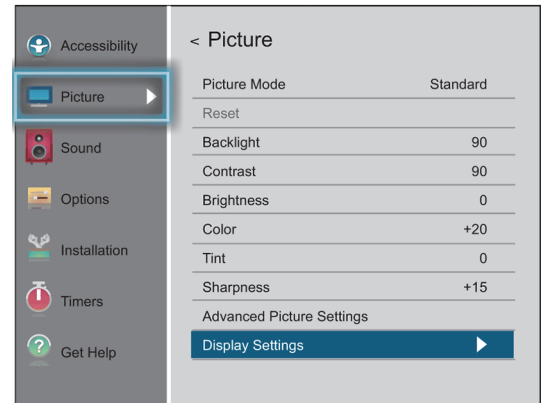 Accessibility
Picture
Sound
Options
Installation
Timers
Get Help
< Picture
Picture Mode Standard
Reset
Backlight 90
Contrast 90
Brightness 0
Color +20
Tint 0
Sharpness +15
Advanced Picture Settings
Display Settings